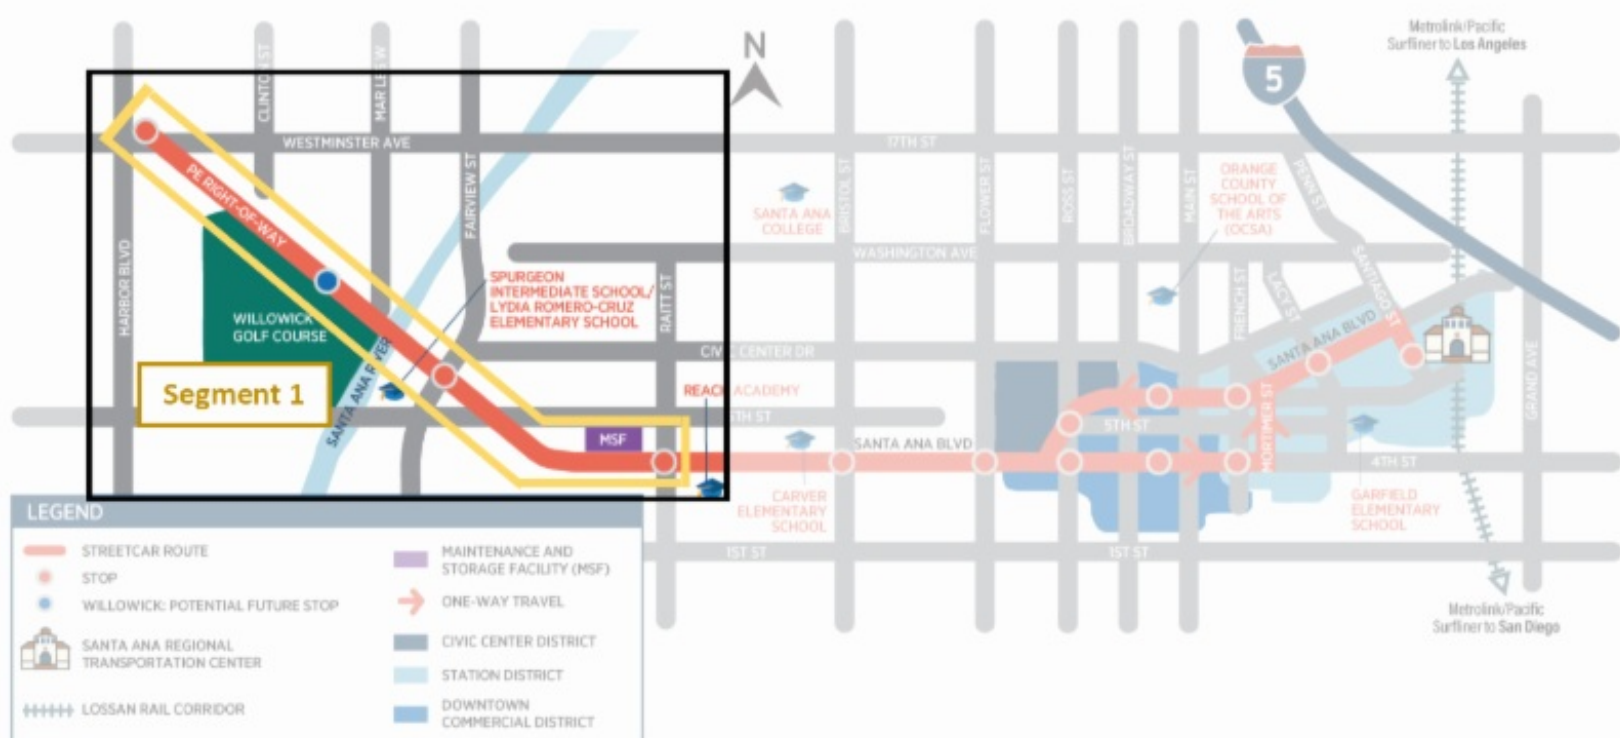 Metrolink/Pacific
Surfliner to Los Angeles
N
5
CLINTON ST
WESTMINSTER AVE
17TH ST
PE RIGHT-OF-WAY
FAIRVIEW ST
HARBOR BLVD
SANTA ANA
COLLEGE
BRISTOL ST
FLOWER ST
ROSS ST
BROADWAY ST
MAIN ST
ORANGE
COUNTY
SCHOOL OF
THE ARTS
(OCSA)
PENN ST
WASHINGTON AVE
SANTIAGO ST
FRENCH ST
LACY ST
SPURGEON
INTERMEDIATE SCHOOL/
LYDIA ROMERO-CRUZ
ELEMENTARY SCHOOL
RAITT ST
WILLOWICK
GOLF COURSE
CIVIC CENTER DR
SANTA ANA BLVD
GRAND AVE
Segment 1
SANTA ANA RIVER
REACH ACADEMY
5TH ST
5TH ST
MSF
SANTA ANA BLVD
MORTIMER ST
4TH ST
CARVER
ELEMENTARY
SCHOOL
GARFIELD
ELEMENTARY
SCHOOL
1ST ST
1ST ST
Metrolink/Pacific
Surfliner to San Diego
LEGEND
STREETCAR ROUTE
STOP
WILLOWICK: POTENTIAL FUTURE STOP
SANTA ANA REGIONAL
TRANSPORTATION CENTER
LOSSAN RAIL CORRIDOR
MAINTENANCE AND
STORAGE FACILITY (MSF)
ONE-WAY TRAVEL
CIVIC CENTER DISTRICT
STATION DISTRICT
DOWNTOWN
COMMERCIAL DISTRICT